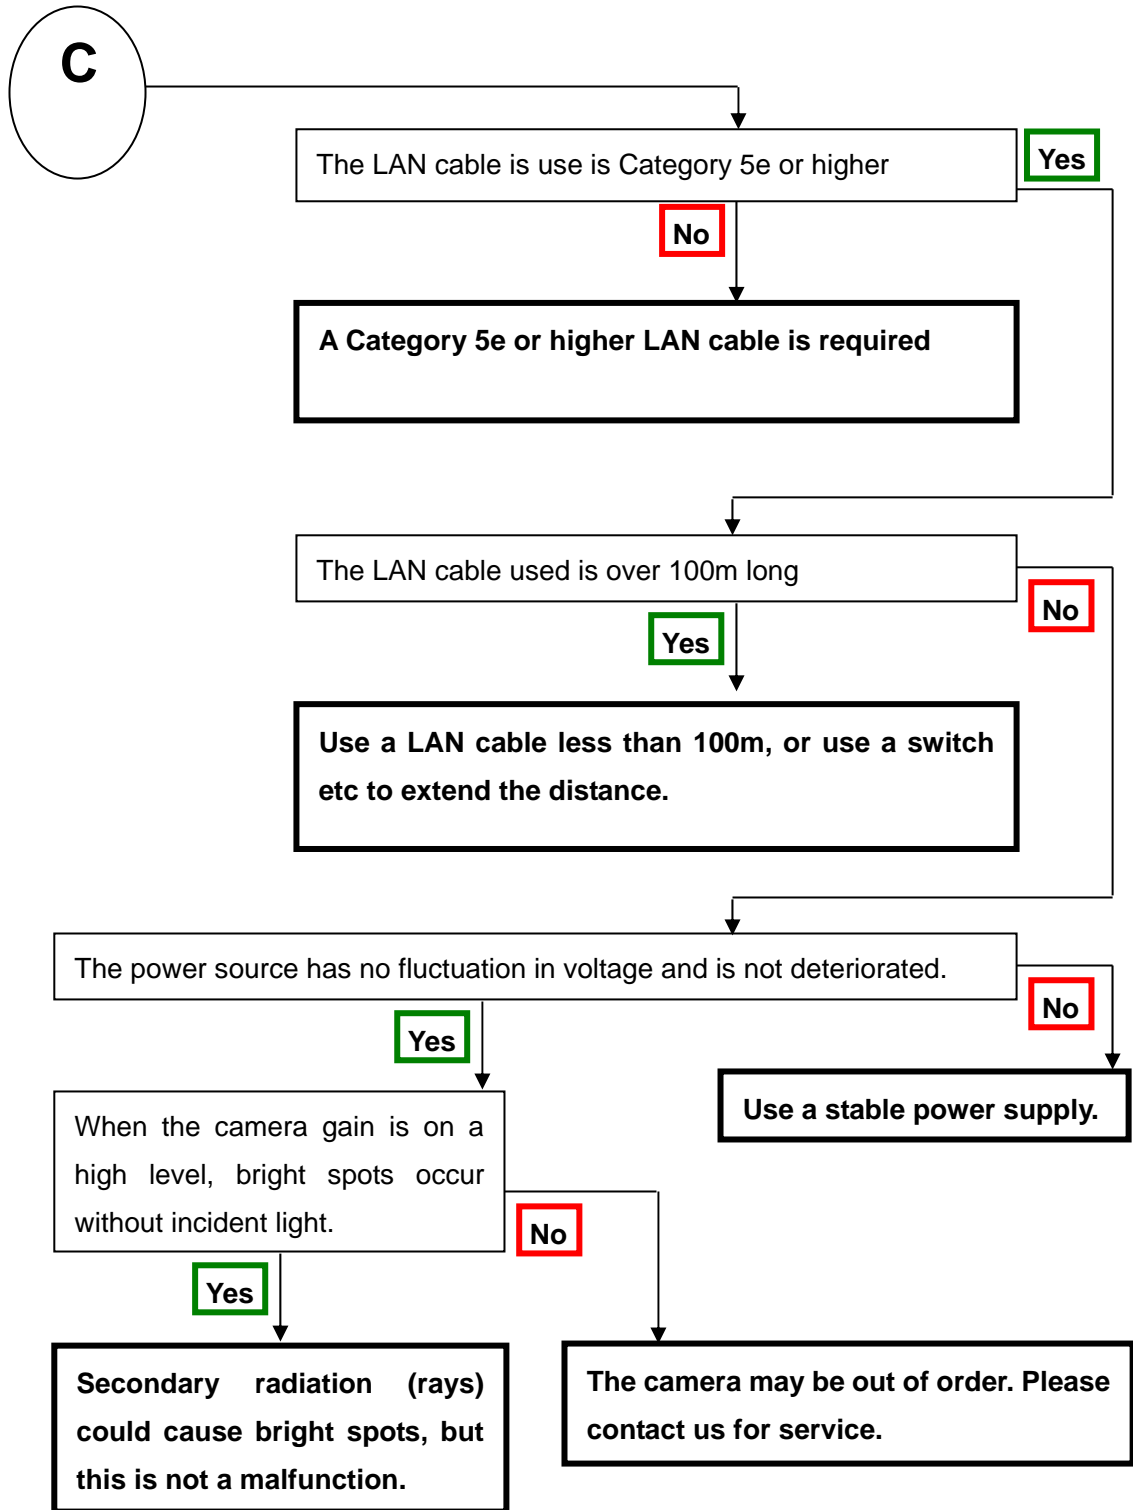 C
The LAN cable is use is Category 5e or higher
Yes
No
A Category 5e or higher LAN cable is required
The LAN cable used is over 100m long
No
Yes
Use a LAN cable less than 100m, or use a switch
etc to extend the distance.
The power source has no fluctuation in voltage and is not deteriorated.
No
Yes
Use a stable power supply.
When the camera gain is on a
high level, bright spots occur
without incident light.
No
Yes
Secondary radiation (rays)
could cause bright spots, but
this is not a malfunction.
The camera may be out of order. Please
contact us for service.